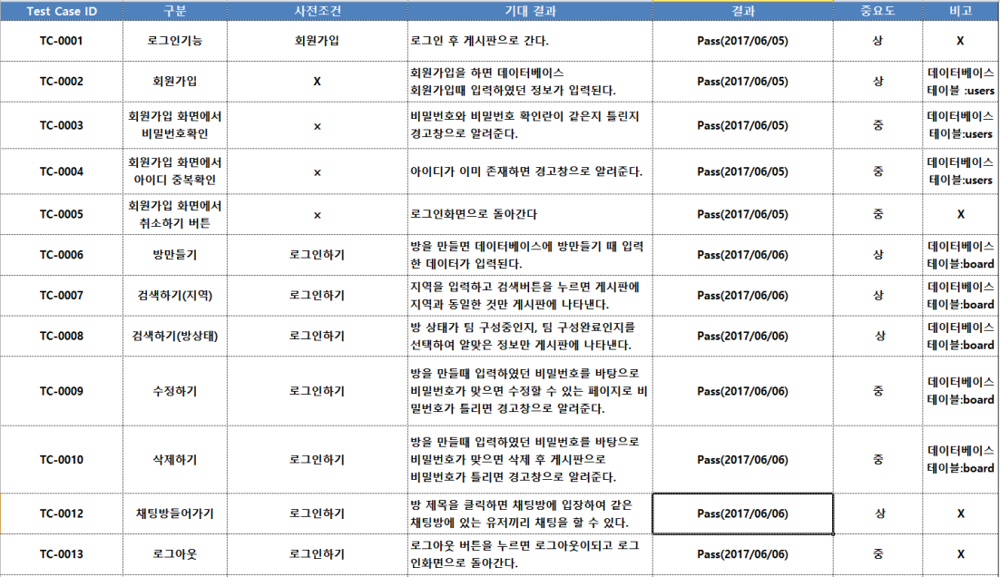 Test Case ID 구분 사전조건 기대 결과 결과 중요도 비고
TC-0001 로그인기능 회원가입 로그인 후 게시판으로 간다. Pass(2017/06/05) 상 X
TC-0002 회원가입 X 회원가입을 하면 데이터베이스
회원가입때 입력하였던 정보가 입력된다. Pass(2017/06/05) 상 데이터베이스
테이블 :users
TC-0003 회원가입 화면에서
비밀번호확인 x 비밀번호와 비밀번호 확인란이 같은지 틀린지
경고창으로 알려준다. Pass(2017/06/05) 중 데이터베이스
테이블:users
TC-0004 회원가입 화면에서
아이디 중복확인 x 아이디가 이미 존재하면 경고창으로 알려준다. Pass(2017/06/05) 중 데이터베이스
테이블:users
TC-0005 회원가입 화면에서
취소하기 버튼 x 로그인화면으로 돌아간다 Pass(2017/06/05) 중 X
TC-0006 방만들기 로그인하기 방을 만들면 데이터베이스에 방만들기 때 입력
한 데이터가 입력된다. Pass(2017/06/06) 상 데이터베이스
테이블:board
TC-0007 검색하기(지역) 로그인하기 지역을 입력하고 검색버튼을 누르면 게시판에
지역과 동일한 것만 게시판에 나타낸다. Pass(2017/06/06) 상 데이터베이스
테이블:board
TC-0008 검색하기(방상태) 로그인하기 방 상태가 팀 구성중인지, 팀 구성완료인지를
선택하여 알맞은 정보만 게시판에 나타낸다. Pass(2017/06/06) 상 데이터베이스
테이블:board
TC-0009 수정하기 로그인하기 방을 만들때 입력하였던 비밀번호를 바탕으로
비밀번호가 맞으면 수정할 수 있는 페이지로 비
밀번호가 틀리면 경고창으로 알려준다. Pass(2017/06/06) 중 데이터베이스
테이블:board
TC-0010 삭제하기 로그인하기 방을 만들때 입력하였던 비밀번호를 바탕으로
비밀번호가 맞으면 삭제 후 게시판으로
비밀번호가 틀리면 경고창으로 알려준다. Pass(2017/06/06) 중 데이터베이스
테이블:board
TC-0012 채팅방들어가기 로그인하기 방 제목을 클릭하면 채팅방에 입장하여 같은
채팅방에 있는 유저끼리 채팅을 할 수 있다. Pass(2017/06/06) 상 X
TC-0013 로그아웃 로그인하기 로그아웃 버튼을 누르면 로그아웃이되고 로그
인화면으로 돌아간다. Pass(2017/06/06) 중 X